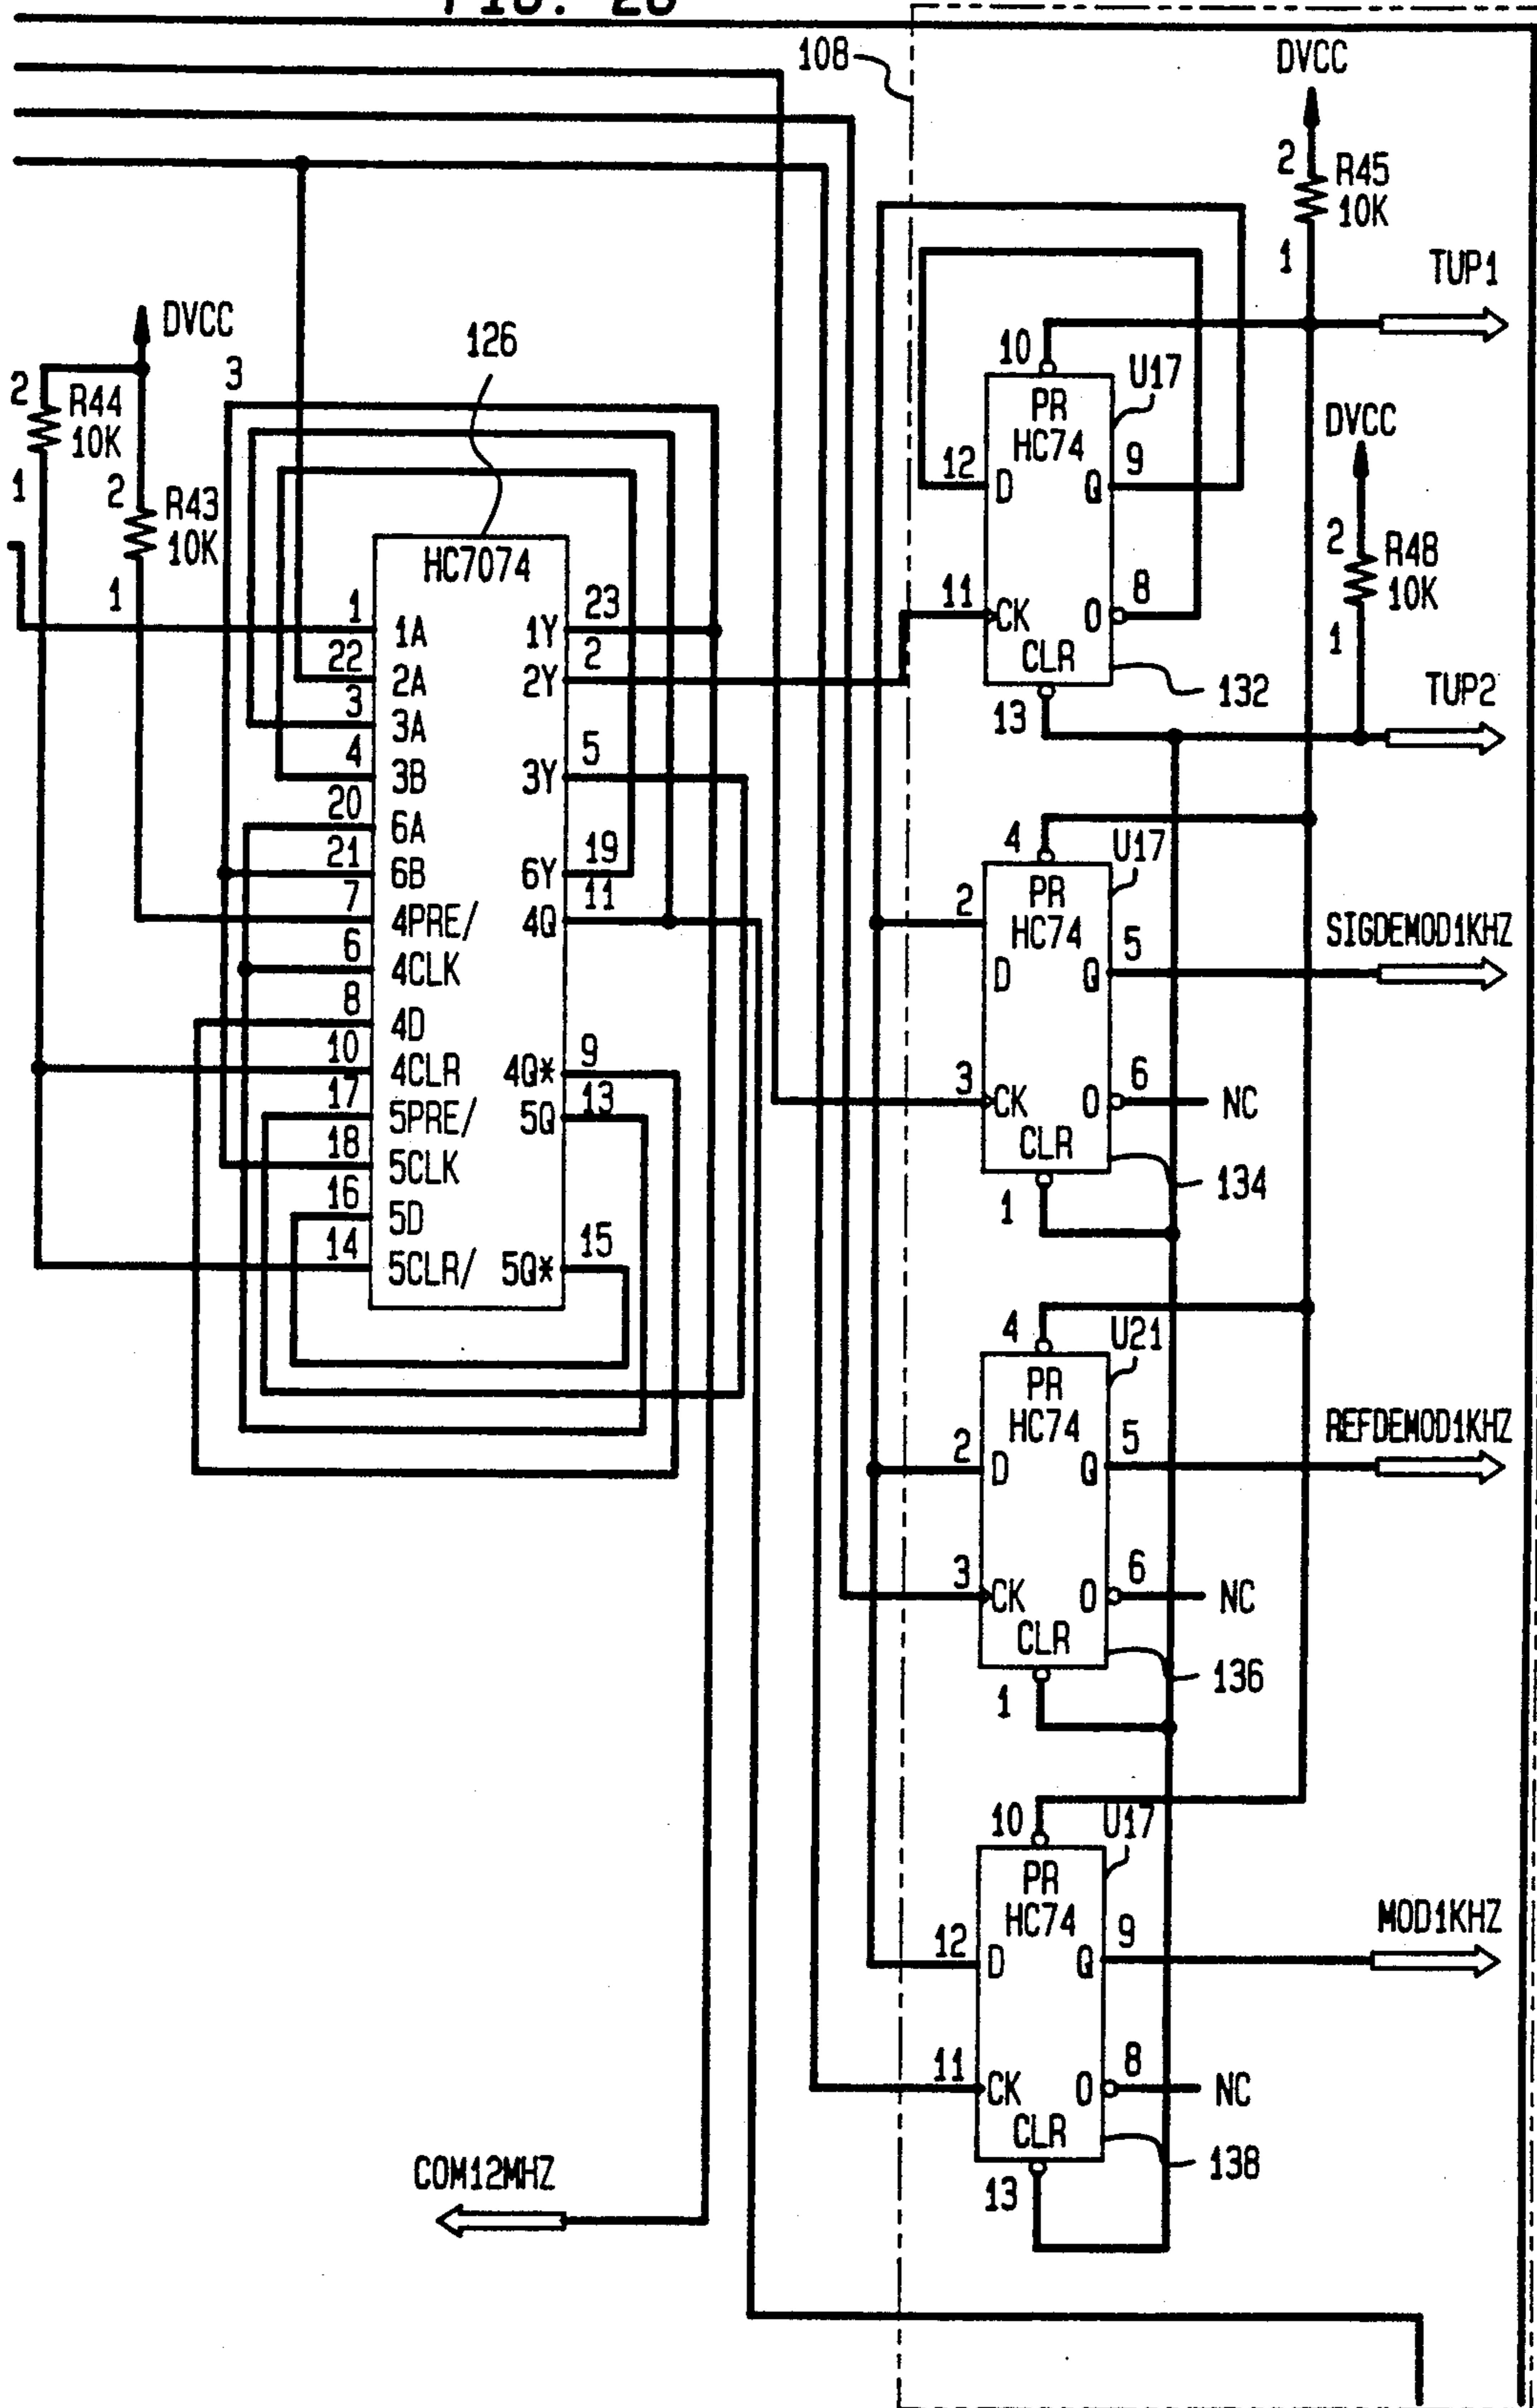 108
DVCC
2
R45
10K
1
TUP1
DVCC
3
126
2
R44
10K
1
2
R43
10K
1
HC7074
1
1A
1Y
23
22
2A
2Y
2
3
3A
4
3B
3Y
5
20
6A
21
6B
6Y
19
7
4PRE/
4Q
11
6
4CLK
8
4D
10
4CLR
4Q*
9
17
5PRE/
5Q
13
18
5CLK
16
5D
14
5CLR/
5Q*
15
10
U17
PR
HC74
12
D
Q
9
11
CK
O
8
CLR
132
13
DVCC
2
R48
10K
1
TUP2
4
U17
PR
HC74
2
D
Q
5
SIGDEMOD1KHZ
3
CK
O
6
NC
CLR
134
1
4
U21
PR
HC74
2
D
Q
5
REFDEMOD1KHZ
3
CK
O
6
NC
CLR
136
1
10
U17
PR
HC74
12
D
Q
9
MOD1KHZ
11
CK
O
8
NC
CLR
138
13
COM12MHZ